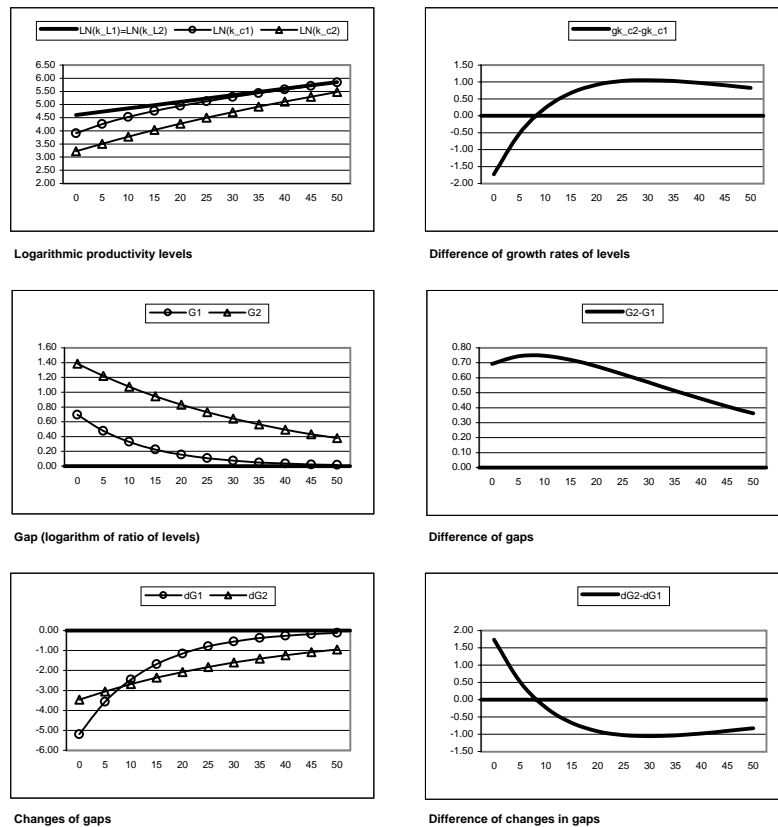 LN(k_L1)=LN(k_L2) LN(k_c1) LN(k_c2)
6.50
6.00
5.50
5.00
4.50
4.00
3.50
3.00
2.50
2.00
0 5 10 15 20 25 30 35 40 45 50
Logarithmic productivity levels
gk_c2-gk_c1
1.50
1.00
0.50
0.00
-0.50
-1.00
-1.50
-2.00
0 5 10 15 20 25 30 35 40 45 50
Difference of growth rates of levels
G1 G2
1.60
1.40
1.20
1.00
0.80
0.60
0.40
0.20
0.00
0 5 10 15 20 25 30 35 40 45 50
Gap (logarithm of ratio of levels)
G2-G1
0.80
0.70
0.60
0.50
0.40
0.30
0.20
0.10
0.00
0 5 10 15 20 25 30 35 40 45 50
Difference of gaps
dG1 dG2
0.00
-1.00
-2.00
-3.00
-4.00
-5.00
-6.00
0 5 10 15 20 25 30 35 40 45 50
Changes of gaps
dG2-dG1
2.00
1.50
1.00
0.50
0.00
-0.50
-1.00
-1.50
0 5 10 15 20 25 30 35 40 45 50
Difference of changes in gaps